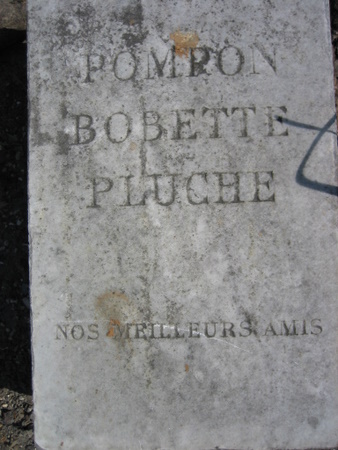 POMPON
BOBETTE
PLUCHE
NOS MEILLEURS AMIS